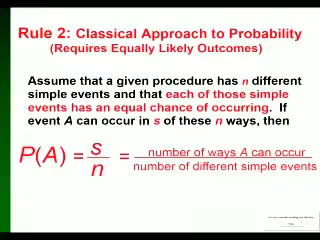 Rule 2: Classical Approach to Probability
(Requires Equally Likely Outcomes)
Assume that a given procedure has n different
simple events and that each of those simple
events has an equal chance of occurring. If
event A can occur in s of these n ways, then
P(A) = s/n = number of ways A can occur / number of different simple events